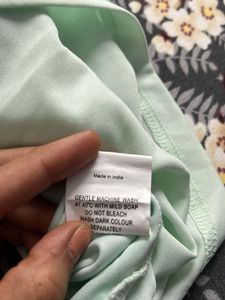 Made in india
GENTLE MACHINE WASH
AT 40°C WITH MILD SOAP
DO NOT BLEACH
WASH DARK COLOUR
SEPARATELY